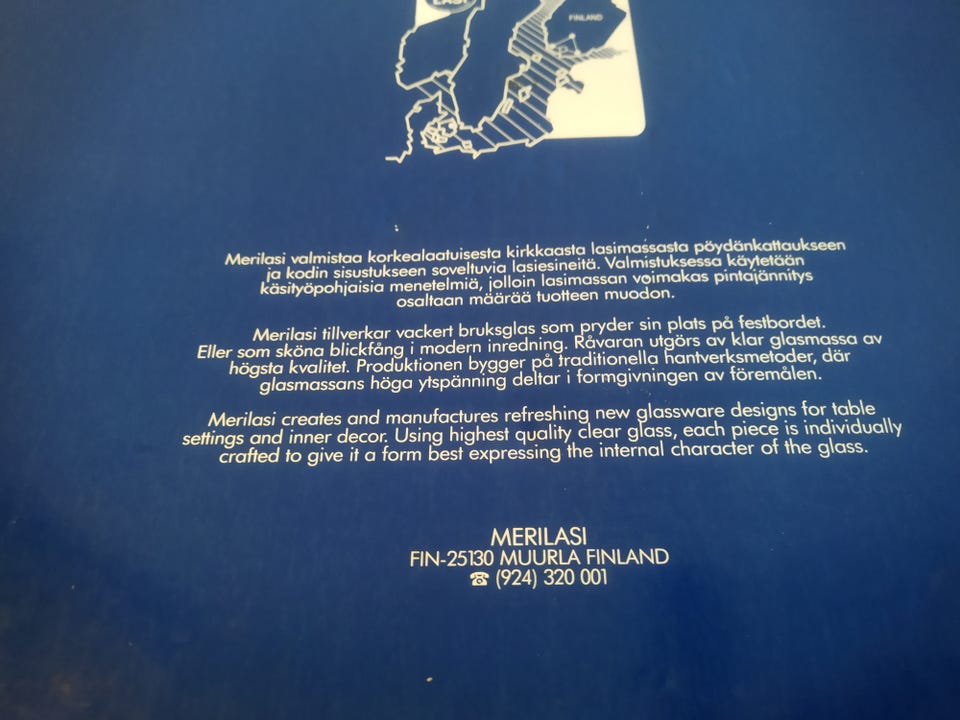 LASI
FINLAND
Merilasi valmistaa korkealaatuisesta kirkkaasta lasimassasta pöydänkattaukseen
ja kodin sisustukseen soveltuvia lasiesineitä. Valmistuksessa käytetään
käsityöpohjaisia menetelmiä, jolloin lasimassan voimakas pintajännitys
osaltaan määrää tuotteen muodon.
Merilasi tillverkar vackert bruksglas som pryder sin plats på festbordet.
Eller som sköna blickfång i modern inredning. Råvaran utgörs av klar glasmassa av
högsta kvalitet. Produktionen bygger på traditionella hantverksmetoder, där
glasmassans höga ytspänning deltar i formgivningen av föremålen.
Merilasi creates and manufactures refreshing new glassware designs for table
settings and inner decor. Using highest quality clear glass, each piece is individually
crafted to give it a form best expressing the internal character of the glass.
MERILASI
FIN-25130 MUURLA FINLAND
☎ (924) 320 001